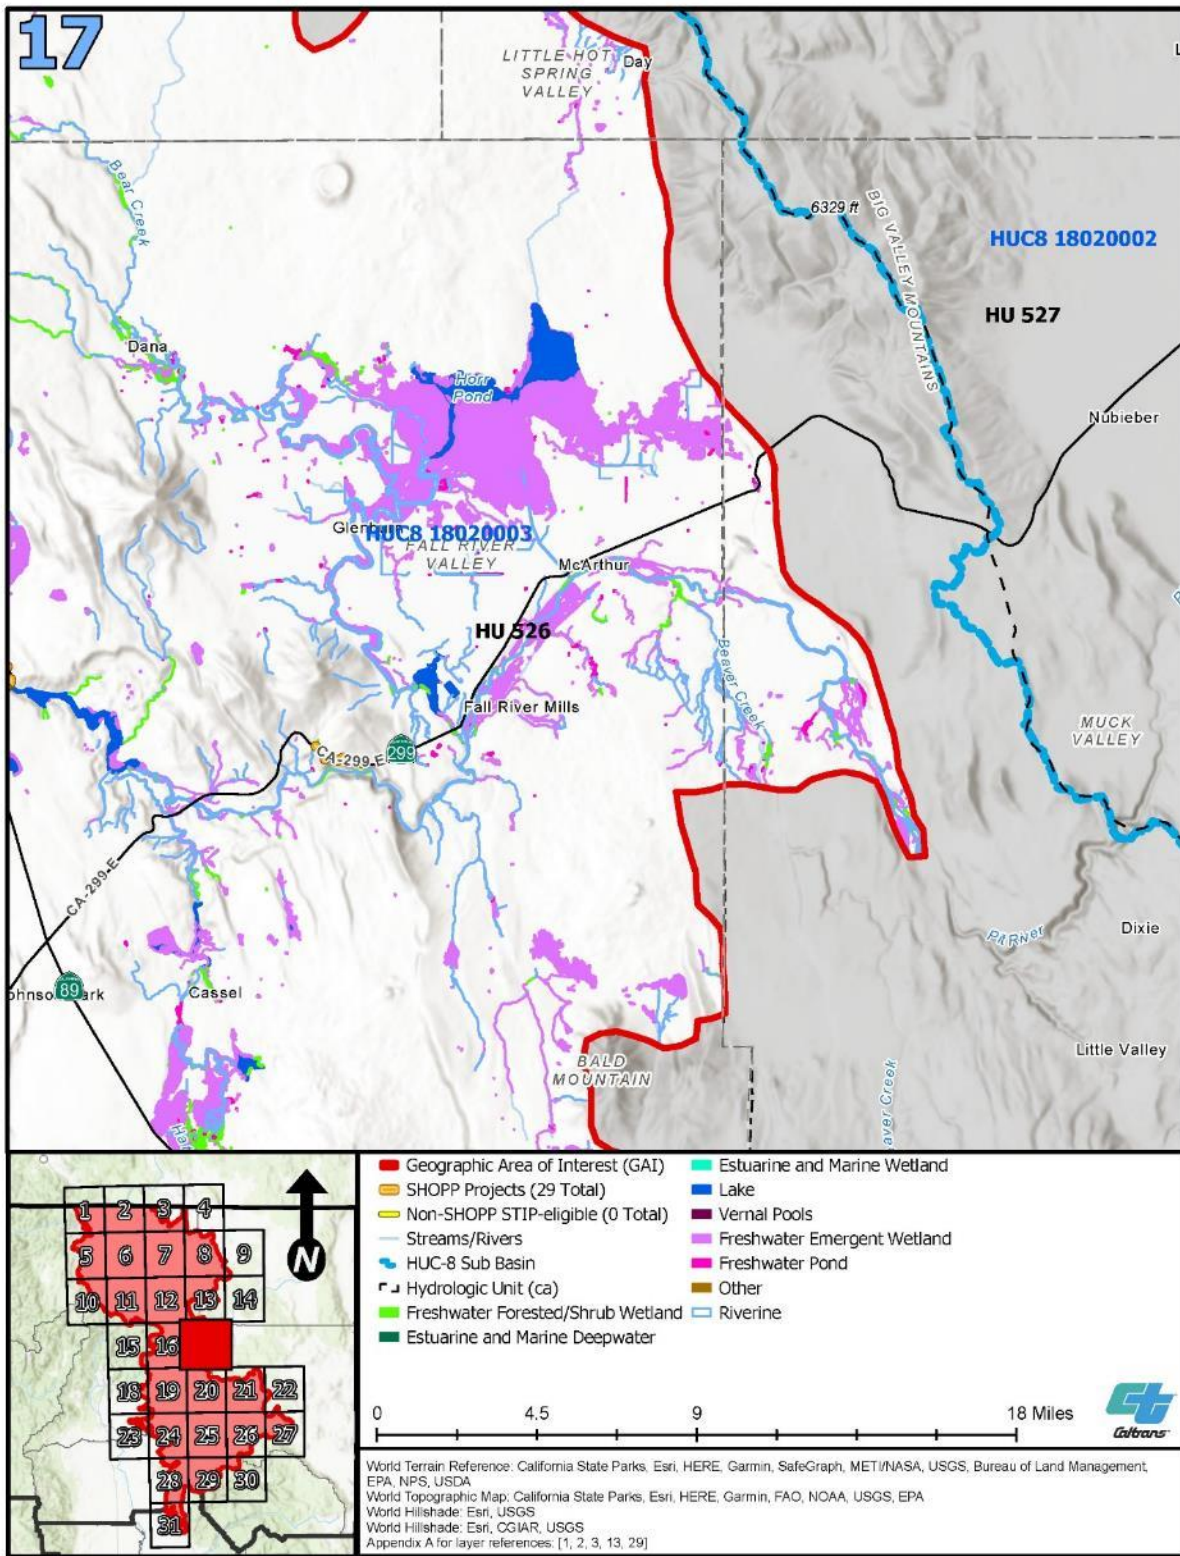 17
LITTLE HOT
SPRING
VALLEY
Day
Bear Creek
6329 ft
BIG VALLEY MOUNTAINS
HUC8 18020002
HU 527
Dana
Horr
Pond
Nubieber
Glenburn
HUC8 18020003
FALL RIVER
VALLEY
McArthur
HU 526
Beaver Creek
Fall River Mills
MUCK
VALLEY
CA-299-E
299
CA-299-E
Pit River
Dixie
89
Cassel
BALD
MOUNTAIN
Little Valley
eaver Creek
1
2
3
4
5
6
7
8
9
10
11
12
13
14
15
16
18
19
20
21
22
23
24
25
26
27
28
29
30
31
N
Geographic Area of Interest (GAI)
SHOPP Projects (29 Total)
Non-SHOPP STIP-eligible (0 Total)
Streams/Rivers
HUC-8 Sub Basin
Hydrologic Unit (ca)
Freshwater Forested/Shrub Wetland
Estuarine and Marine Deepwater
Estuarine and Marine Wetland
Lake
Vernal Pools
Freshwater Emergent Wetland
Freshwater Pond
Other
Riverine
0 4.5 9 18 Miles
Caltrans
World Terrain Reference: California State Parks, Esri, HERE, Garmin, SafeGraph, METI/NASA, USGS, Bureau of Land Management,
EPA, NPS, USDA
World Topographic Map: California State Parks, Esri, HERE, Garmin, FAO, NOAA, USGS, EPA
World Hillshade: Esri, USGS
World Hillshade: Esri, CGIAR, USGS
Appendix A for layer references: [1, 2, 3, 13, 29]